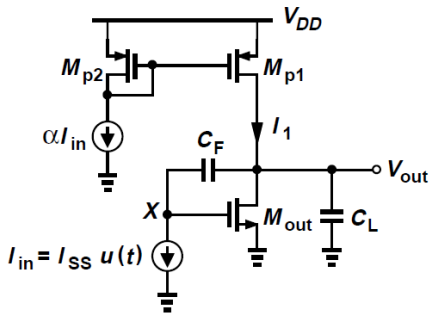 V_DD
M_p2
M_p1
αI_in
I_1
C_F
V_out
X
M_out
C_L
I_in = I_SS u(t)